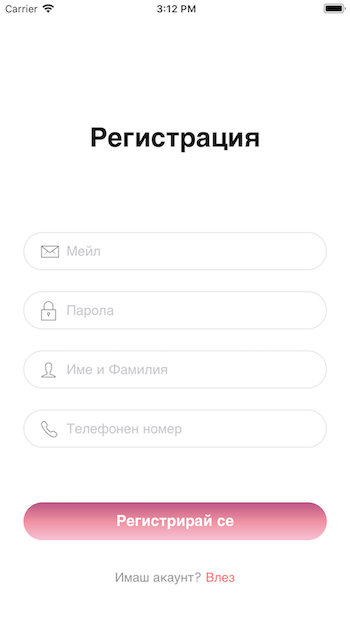 Carrier 3:12 PM
Регистрация
Мейл
Парола
Име и Фамилия
Телефонен номер
Регистрирай се
Имаш акаунт? Влез